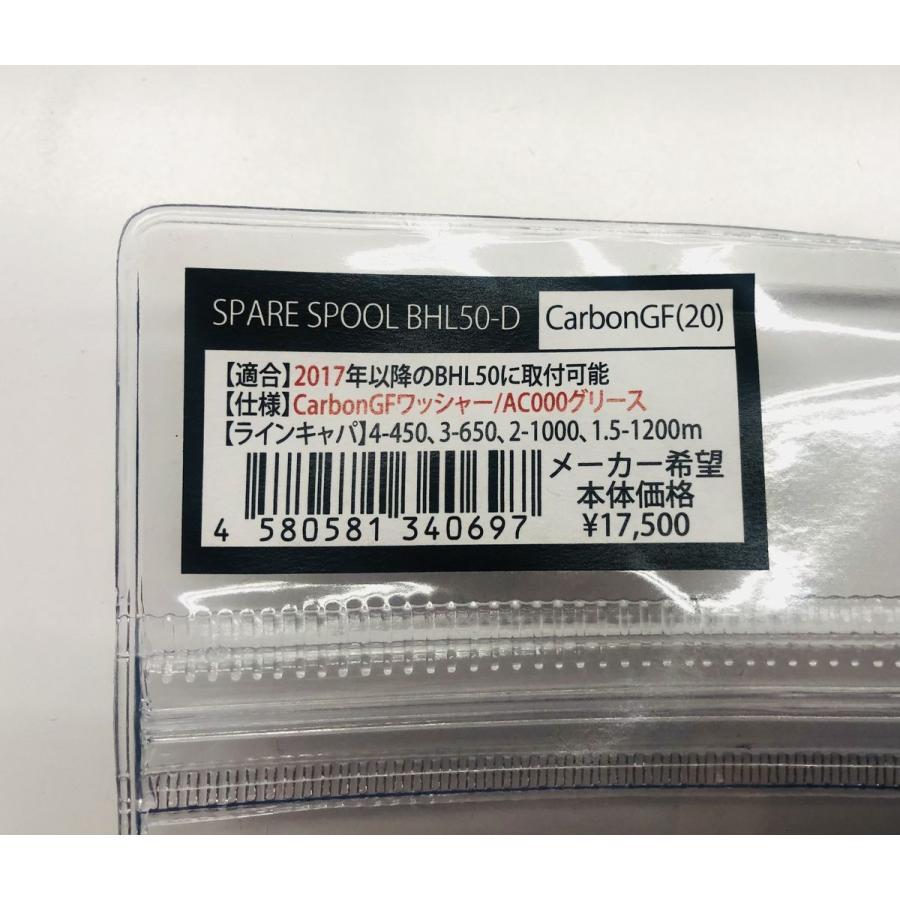 SPARE SPOOL BHL50-D CarbonGF(20)
【適合】2017年以降のBHL50に取付可能
【仕様】CarbonGFワッシャー/AC000グリース
【ラインキャパ】4-450、3-650、2-1000、1.5-1200m
メーカー希望
本体価格
¥17,500
4 580581 340697